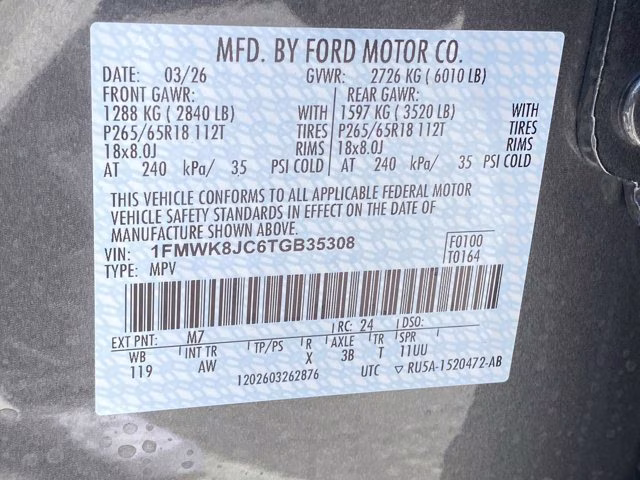 MFD. BY FORD MOTOR CO.
DATE: 03/26 GVWR: 2726 KG ( 6010 LB)
FRONT GAWR: REAR GAWR:
1288 KG ( 2840 LB) WITH 1597 KG ( 3520 LB) WITH
P265/65R18 112T TIRES P265/65R18 112T TIRES
18x8.0J RIMS 18x8.0J RIMS
AT 240 kPa/ 35 PSI COLD AT 240 kPa/ 35 PSI COLD
THIS VEHICLE CONFORMS TO ALL APPLICABLE FEDERAL MOTOR
VEHICLE SAFETY STANDARDS IN EFFECT ON THE DATE OF
MANUFACTURE SHOWN ABOVE.
VIN: 1FMWK8JC6TGB35308 F0100
TYPE: MPV T0164
EXT PNT: M7 RC: 24 DSO:
WB INT TR TP/PS R AXLE TR SPR
119 AW X 3B T 11UU
1202603262876 UTC ▽ RU5A-1520472-AB